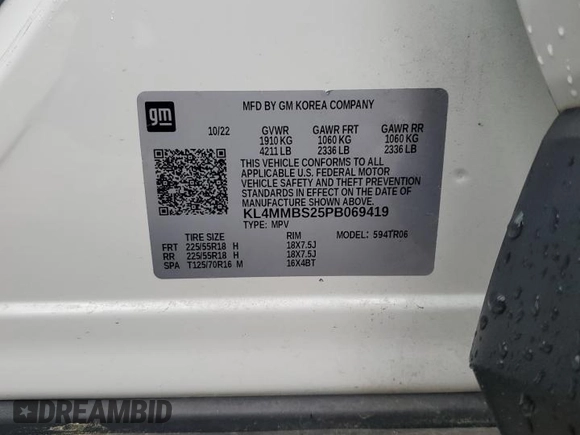 MFD BY GM KOREA COMPANY
gm
10/22 GVWR GAWR FRT GAWR RR
1910 KG 1060 KG 1060 KG
4211 LB 2336 LB 2336 LB
THIS VEHICLE CONFORMS TO ALL
APPLICABLE U.S. FEDERAL MOTOR
VEHICLE SAFETY AND THEFT PREVENTION
STANDARDS IN EFFECT ON THE DATE OF
MANUFACTURE SHOWN ABOVE.
KL4MMBS25PB069419
TYPE: MPV
TIRE SIZE RIM MODEL: 594TR06
FRT 225/55R18 H 18X7.5J
RR 225/55R18 H 18X7.5J
SPA T125/70R16 M 16X4BT
DREAMBID